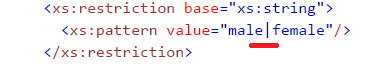 <xs:restriction base="xs:string">
<xs:pattern value="male|female"/>
</xs:restriction>